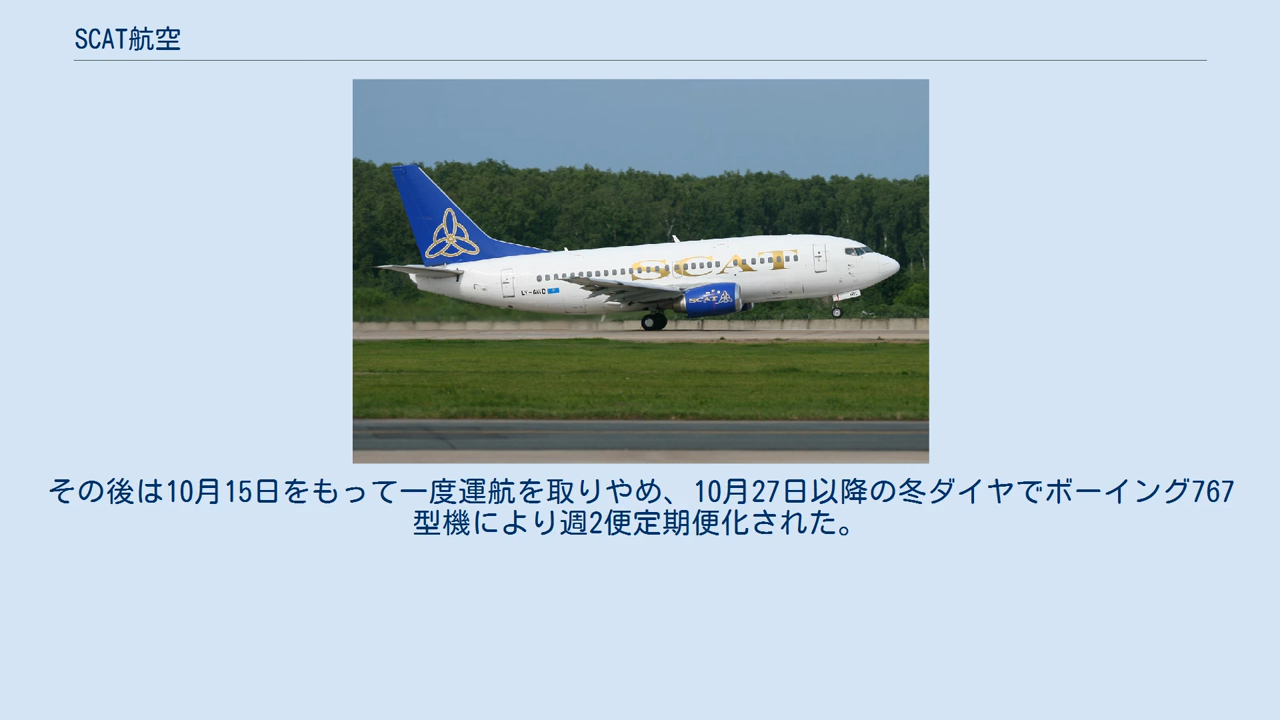 SCAT航空
SCAT
SCAT
その後は10月15日をもって一度運航を取りやめ、10月27日以降の冬ダイヤでボーイング767
型機により週2便定期便化された。